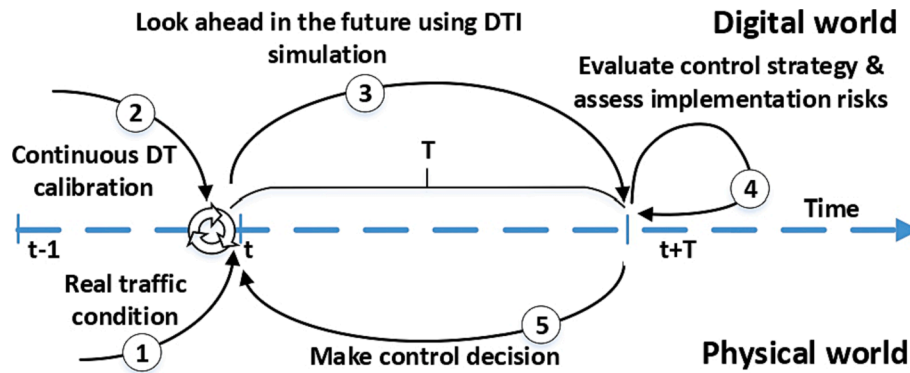 Look ahead in the future using DTI
simulation
Digital world
Evaluate control strategy &
assess implementation risks
3
2
Continuous DT
calibration
T
4
Time
t-1
t
t+T
Real traffic
condition
1
5
Make control decision
Physical world